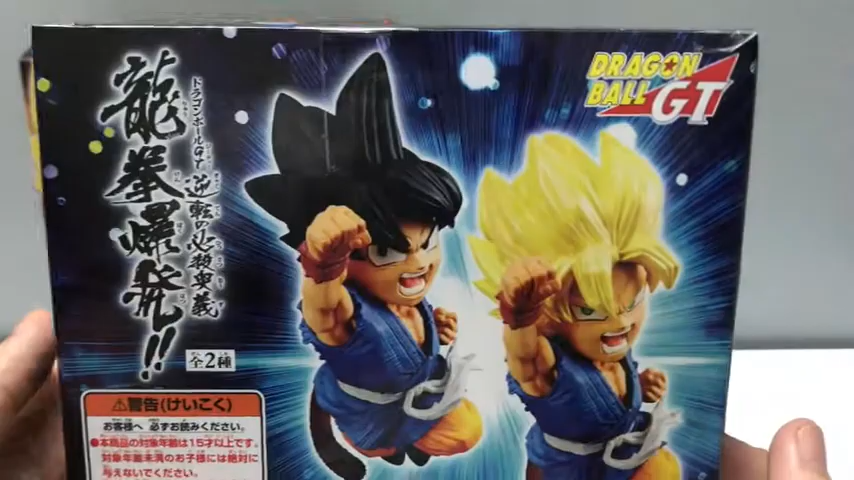 龍拳爆発!!
ドラゴンボールGT
逆転の必殺奥義
全2種
DRAGON
BALL GT
⚠警告(けいこく)
お客様へ 必ずお読みください。
●本商品の対象年齢は15才以上です。
対象年齢未満のお子様には絶対に
与えないでください。